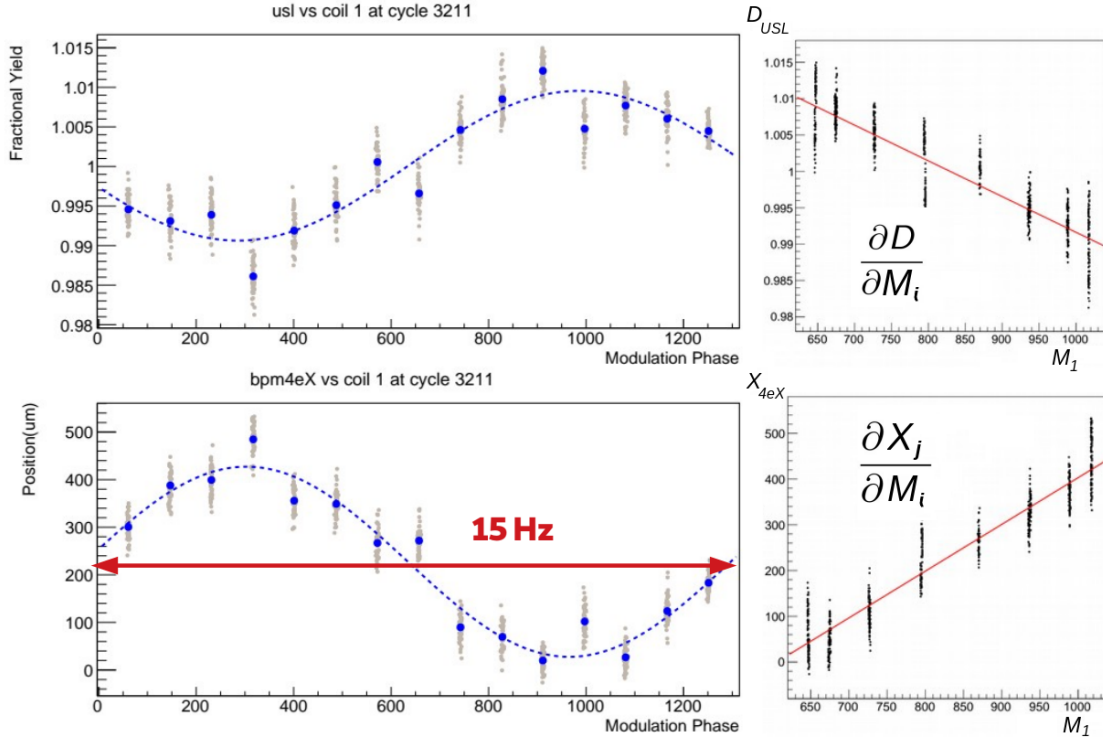 usl vs coil 1 at cycle 3211
Fractional Yield
1.015
1.01
1.005
1
0.995
0.99
0.985
0.98
0 200 400 600 800 1000 1200
Modulation Phase
D_USL
1.015
1.01
1.005
1
0.995
0.99
0.985
0.98
∂D
∂M_i
650 700 750 800 850 900 950 1000
M_1
bpm4eX vs coil 1 at cycle 3211
Position(um)
500
400
300
200
100
0
15 Hz
0 200 400 600 800 1000 1200
Modulation Phase
X_4eX
500
400
300
200
100
0
∂X_j
∂M_i
650 700 750 800 850 900 950 1000
M_1